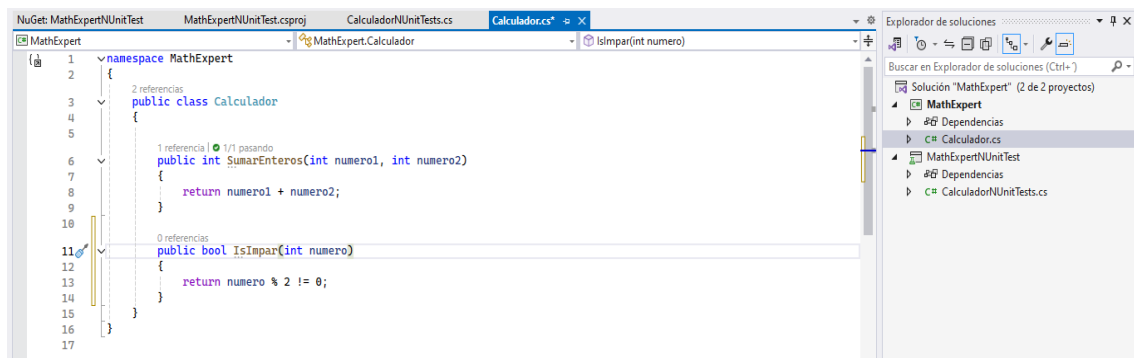 NuGet: MathExpertNUnitTest MathExpertNUnitTest.csproj CalculadorNUnitTests.cs Calculador.cs*
MathExpert MathExpert.Calculador IsImpar(int numero)
1 namespace MathExpert
2 {
2 referencias
3 public class Calculador
4 {
5
1 referencia | 1/1 pasando
6 public int SumarEnteros(int numero1, int numero2)
7 {
8 return numero1 + numero2;
9 }
10
0 referencias
11 public bool IsImpar(int numero)
12 {
13 return numero % 2 != 0;
14 }
15 }
16 }
17
Explorador de soluciones
Buscar en Explorador de soluciones (Ctrl+´)
Solución "MathExpert" (2 de 2 proyectos)
C# MathExpert
Dependencias
C# Calculador.cs
MathExpertNUnitTest
Dependencias
C# CalculadorNUnitTests.cs